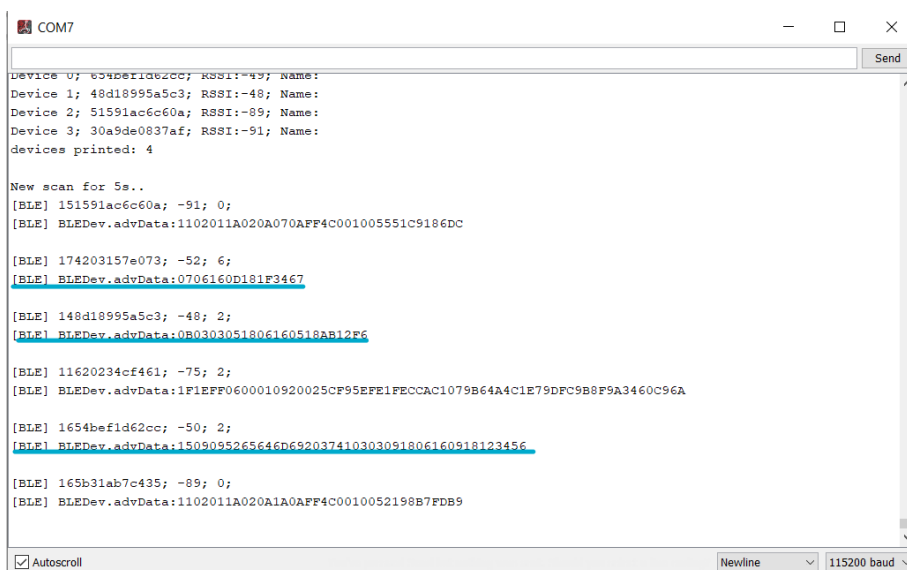 COM7
Send
Device 0; 654bef1d62cc; RSSI:-49; Name:
Device 1; 48d18995a5c3; RSSI:-48; Name:
Device 2; 51591ac6c60a; RSSI:-89; Name:
Device 3; 30a9de0837af; RSSI:-91; Name:
devices printed: 4
New scan for 5s..
[BLE] 151591ac6c60a; -91; 0;
[BLE] BLEDev.advData:1102011A020A070AFF4C001005551C9186DC
[BLE] 174203157e073; -52; 6;
[BLE] BLEDev.advData:0706160D181F3467
[BLE] 148d18995a5c3; -48; 2;
[BLE] BLEDev.advData:0B0303051806160518AB12F6
[BLE] 11620234cf461; -75; 2;
[BLE] BLEDev.advData:1F1EFF0600010920025CF95EFE1FECCAC1079B64A4C1E79DFC9B8F9A3460C96A
[BLE] 1654bef1d62cc; -50; 2;
[BLE] BLEDev.advData:1509095265646D69203741030309180616091812​3456
[BLE] 165b31ab7c435; -89; 0;
[BLE] BLEDev.advData:1102011A020A1A0AFF4C0010052198B7FDB9
Autoscroll
Newline
115200 baud